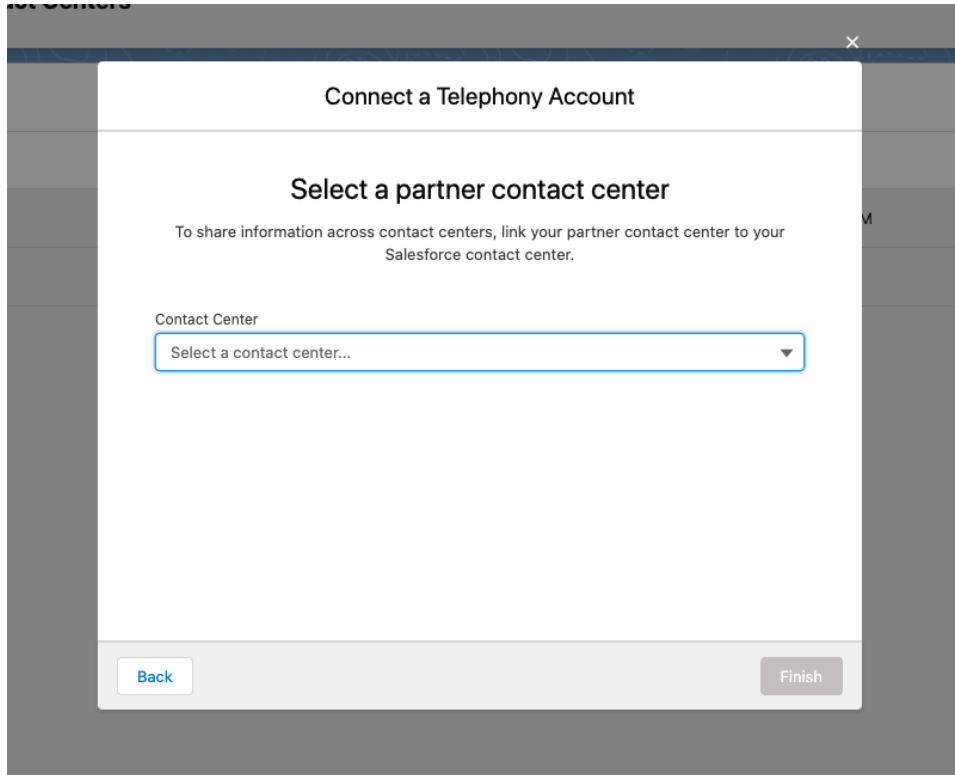 Centers
Connect a Telephony Account
Select a partner contact center
To share information across contact centers, link your partner contact center to your
Salesforce contact center.
M
Contact Center
Select a contact center...
Back
Finish